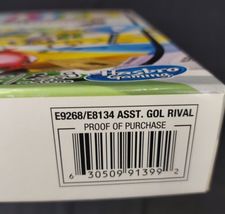 Hasbro
Gaming
E9268/E8134 ASST. GOL RIVAL
PROOF OF PURCHASE
6 30509 91399 2